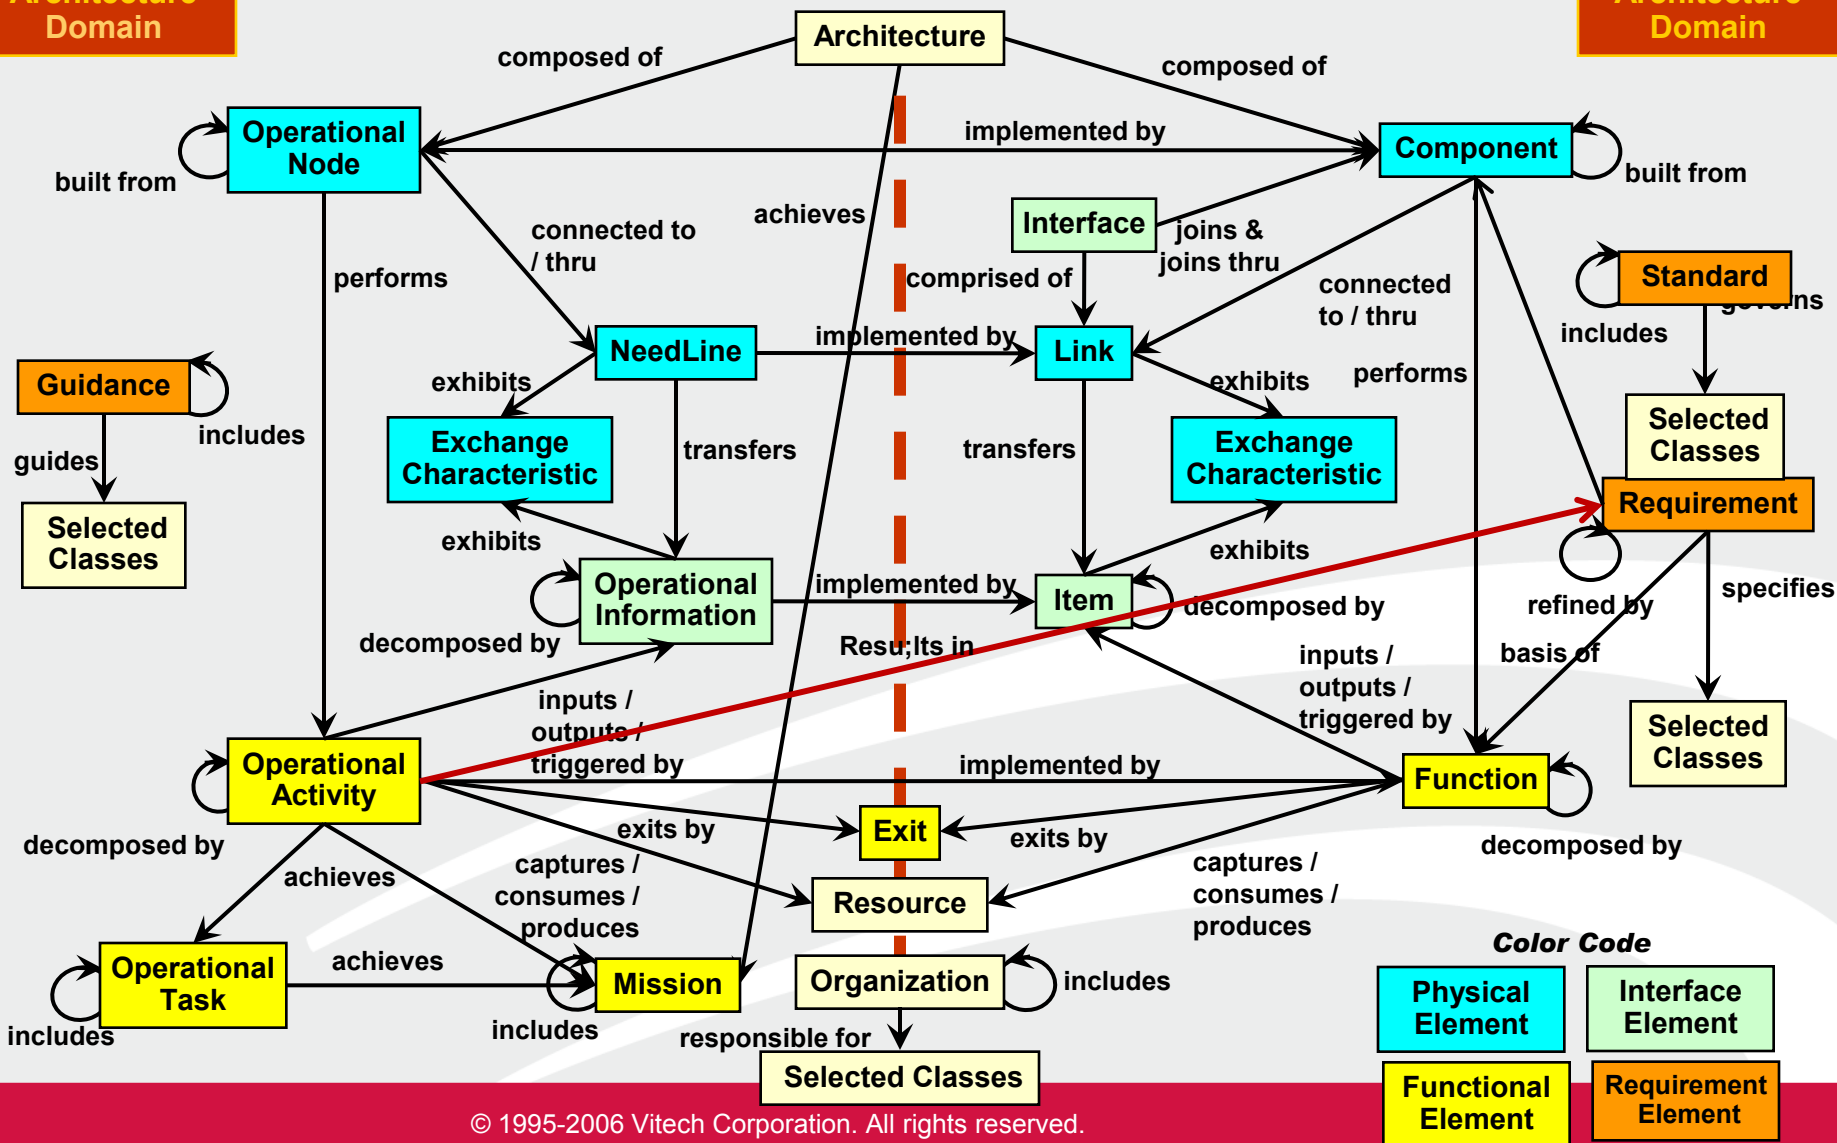 Architecture
Domain
Architecture
Domain
Architecture
composed of
composed of
Operational
Node
built from
implemented by
Component
built from
achieves
Interface
joins &
joins thru
connected to
/ thru
performs
comprised of
connected
to / thru
Standard
governs
includes
NeedLine
implemented by
Link
performs
Guidance
includes
guides
Selected
Classes
exhibits
Exchange
Characteristic
transfers
exhibits
transfers
exhibits
Exchange
Characteristic
exhibits
Selected
Classes
Requirement
refined by
specifies
basis of
Selected
Classes
Operational
Information
decomposed by
implemented by
Item
decomposed by
Resu;lts in
inputs /
outputs /
triggered by
inputs /
outputs /
triggered by
Operational
Activity
decomposed by
implemented by
Function
decomposed by
exits by
Exit
exits by
achieves
captures /
consumes /
produces
Resource
captures /
consumes /
produces
Operational
Task
includes
achieves
Mission
includes
Organization
includes
responsible for
Selected Classes
Color Code
Physical
Element
Interface
Element
Functional
Element
Requirement
Element
© 1995-2006 Vitech Corporation. All rights reserved.